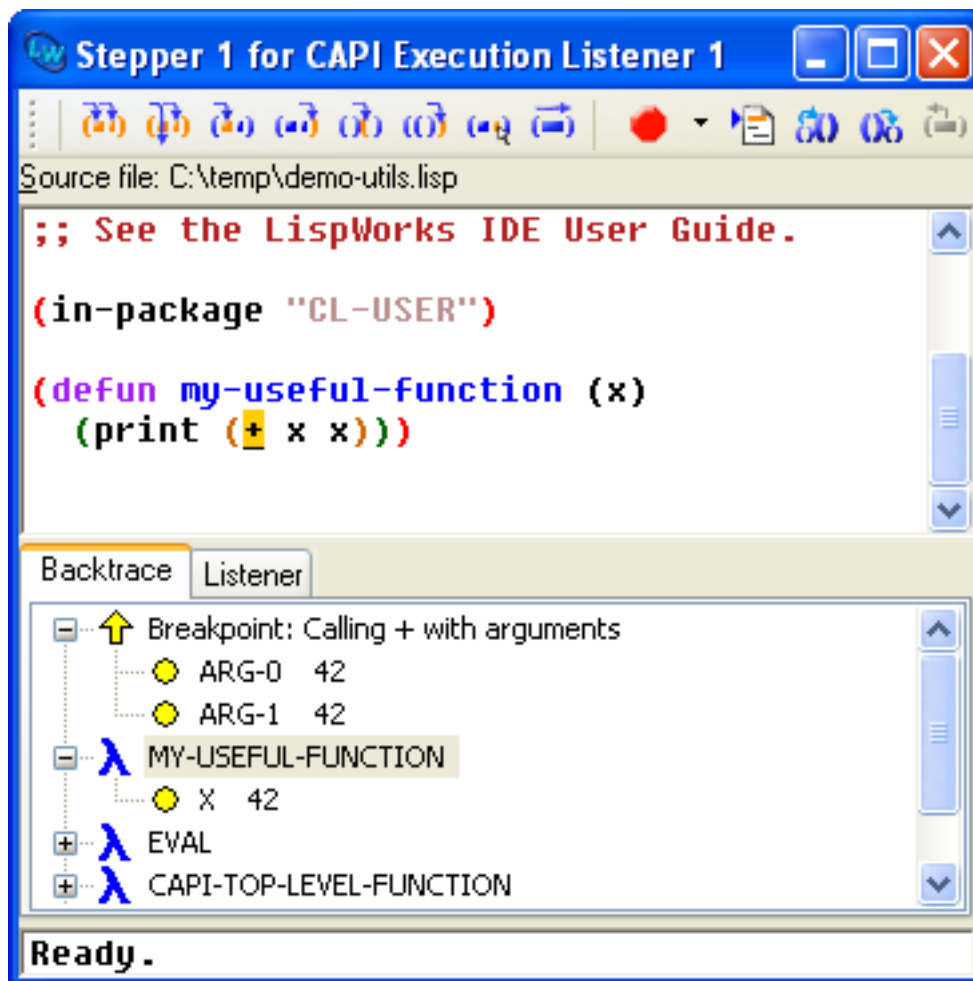 Stepper 1 for CAPI Execution Listener 1
Source file: C:\temp\demo-utils.lisp
;; See the LispWorks IDE User Guide.
(in-package "CL-USER")
(defun my-useful-function (x)
  (print (+ x x)))
Backtrace Listener
Breakpoint: Calling + with arguments
ARG-0 42
ARG-1 42
λ MY-USEFUL-FUNCTION
X 42
λ EVAL
λ CAPI-TOP-LEVEL-FUNCTION
Ready.